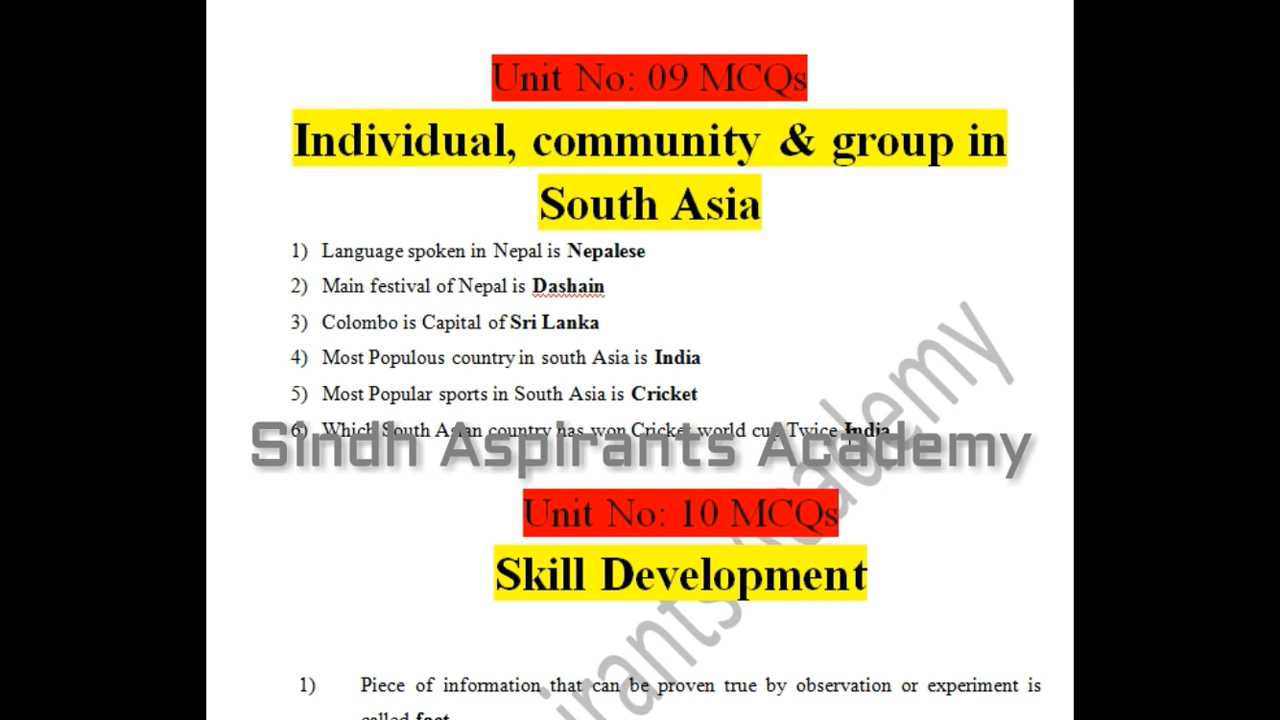 Unit No: 09 MCQs
Individual, community & group in
South Asia
1) Language spoken in Nepal is Nepalese
2) Main festival of Nepal is Dashain
3) Colombo is Capital of Sri Lanka
4) Most Populous country in south Asia is India
5) Most Popular sports in South Asia is Cricket
6) Which South Asian country has won Cricket world cup Twice India
Sindh Aspirants Academy
Unit No: 10 MCQs
Skill Development
1) Piece of information that can be proven true by observation or experiment is
called fact